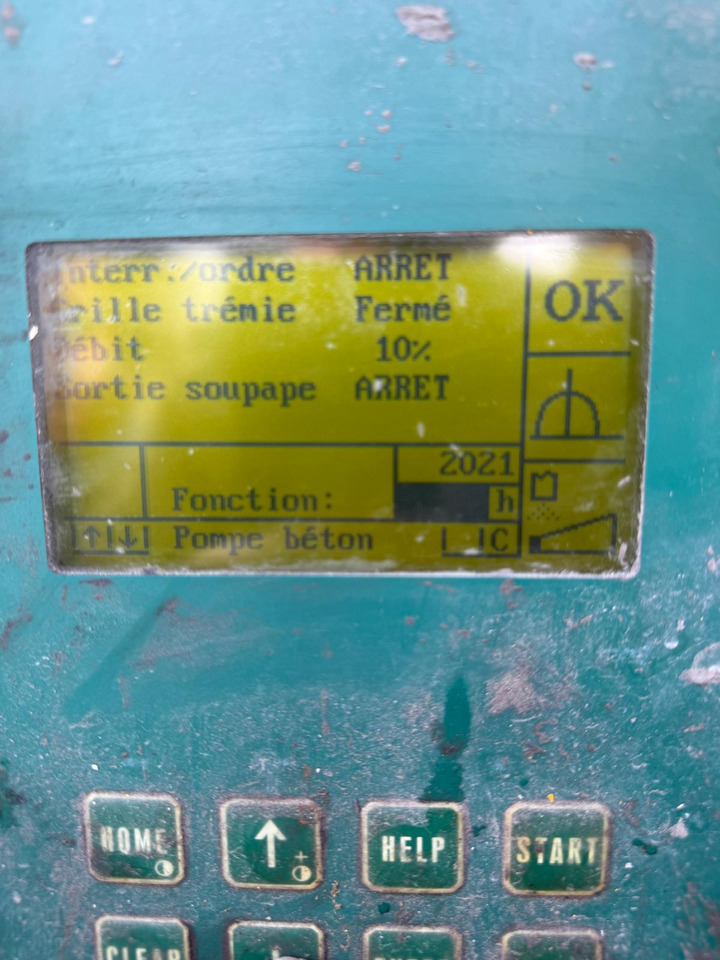 Interr./ordre ARRET
Grille trémie Fermé
Débit 10%
Sortie soupape ARRET
OK
2021
Fonction: h
Pompe béton C
HOME
+
HELP
START
CLEAR